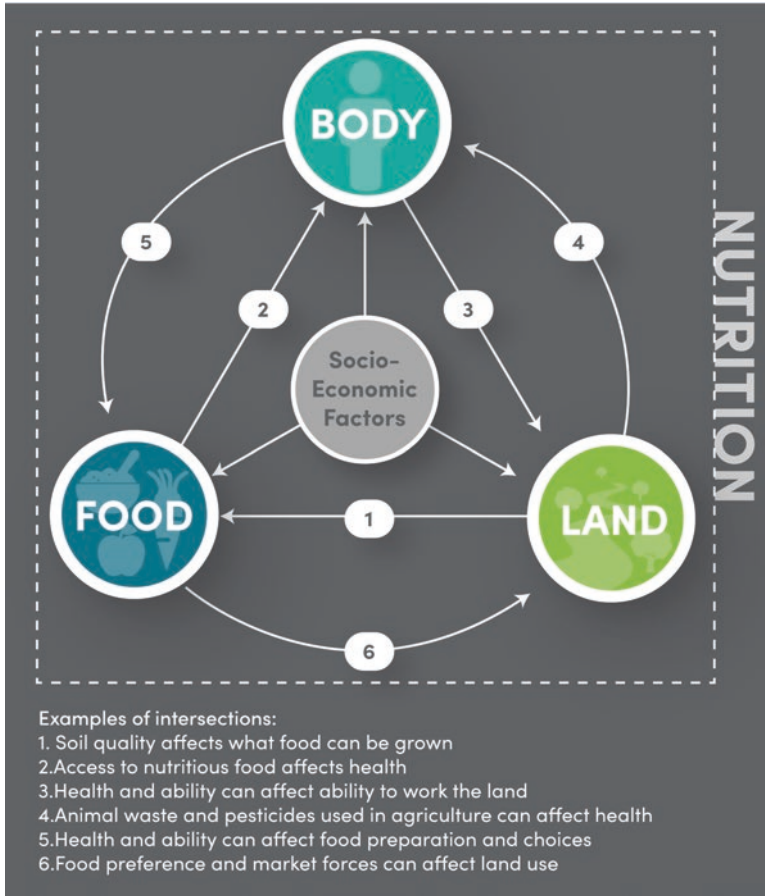 BODY
5
4
2
3
Socio-
Economic
Factors
NUTRITION
FOOD
1
LAND
6
Examples of intersections:
1. Soil quality affects what food can be grown
2.Access to nutritious food affects health
3.Health and ability can affect ability to work the land
4.Animal waste and pesticides used in agriculture can affect health
5.Health and ability can affect food preparation and choices
6.Food preference and market forces can affect land use